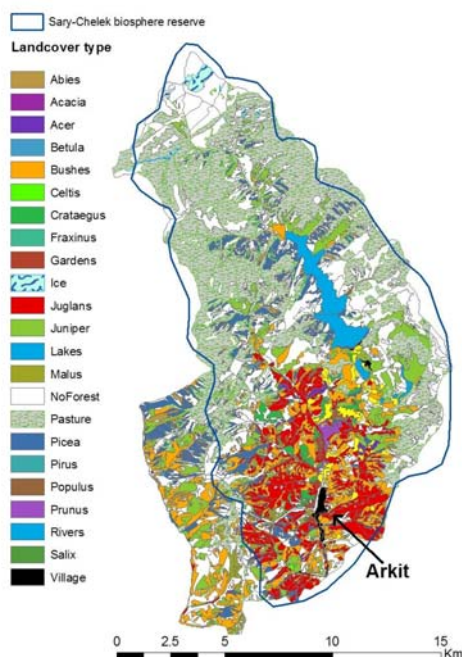 Sary-Chelek biosphere reserve
Landcover type
Abies
Acacia
Acer
Betula
Bushes
Celtis
Crataegus
Fraxinus
Gardens
Ice
Juglans
Juniper
Lakes
Malus
NoForest
Pasture
Picea
Pirus
Populus
Prunus
Rivers
Salix
Village
Arkit
0 2.5 5 10 15
Km